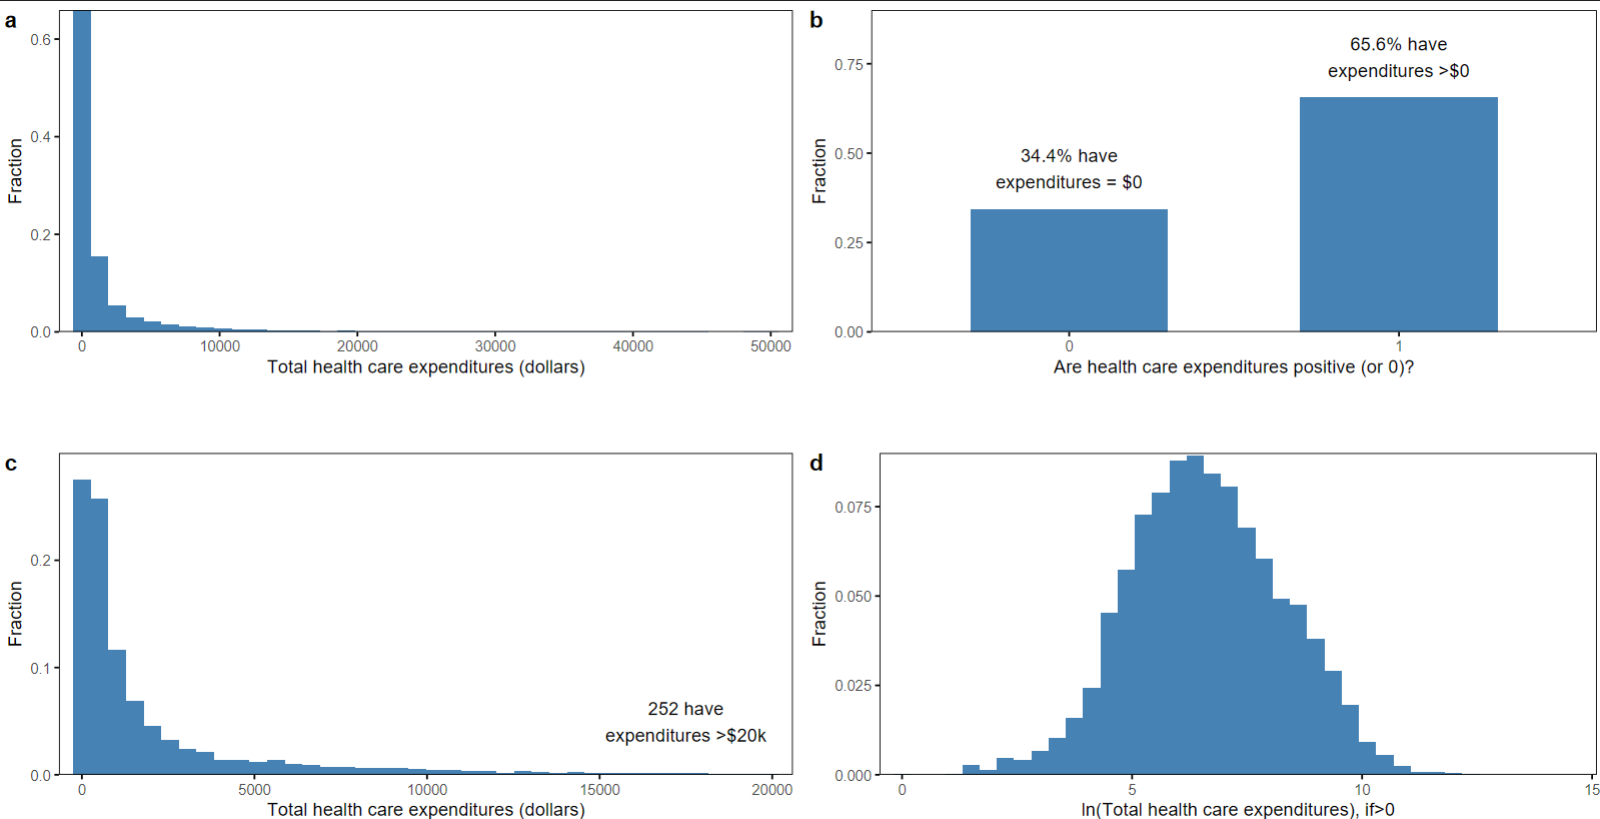 a
0.6
0.4
0.2
0.0
Fraction
0 10000 20000 30000 40000 50000
Total health care expenditures (dollars)
b
65.6% have
expenditures >$0
34.4% have
expenditures = $0
0.75
0.50
0.25
0.00
Fraction
0 1
Are health care expenditures positive (or 0)?
c
0.2
0.1
0.0
Fraction
252 have
expenditures >$20k
0 5000 10000 15000 20000
Total health care expenditures (dollars)
d
0.075
0.050
0.025
0.000
Fraction
0 5 10 15
ln(Total health care expenditures), if>0